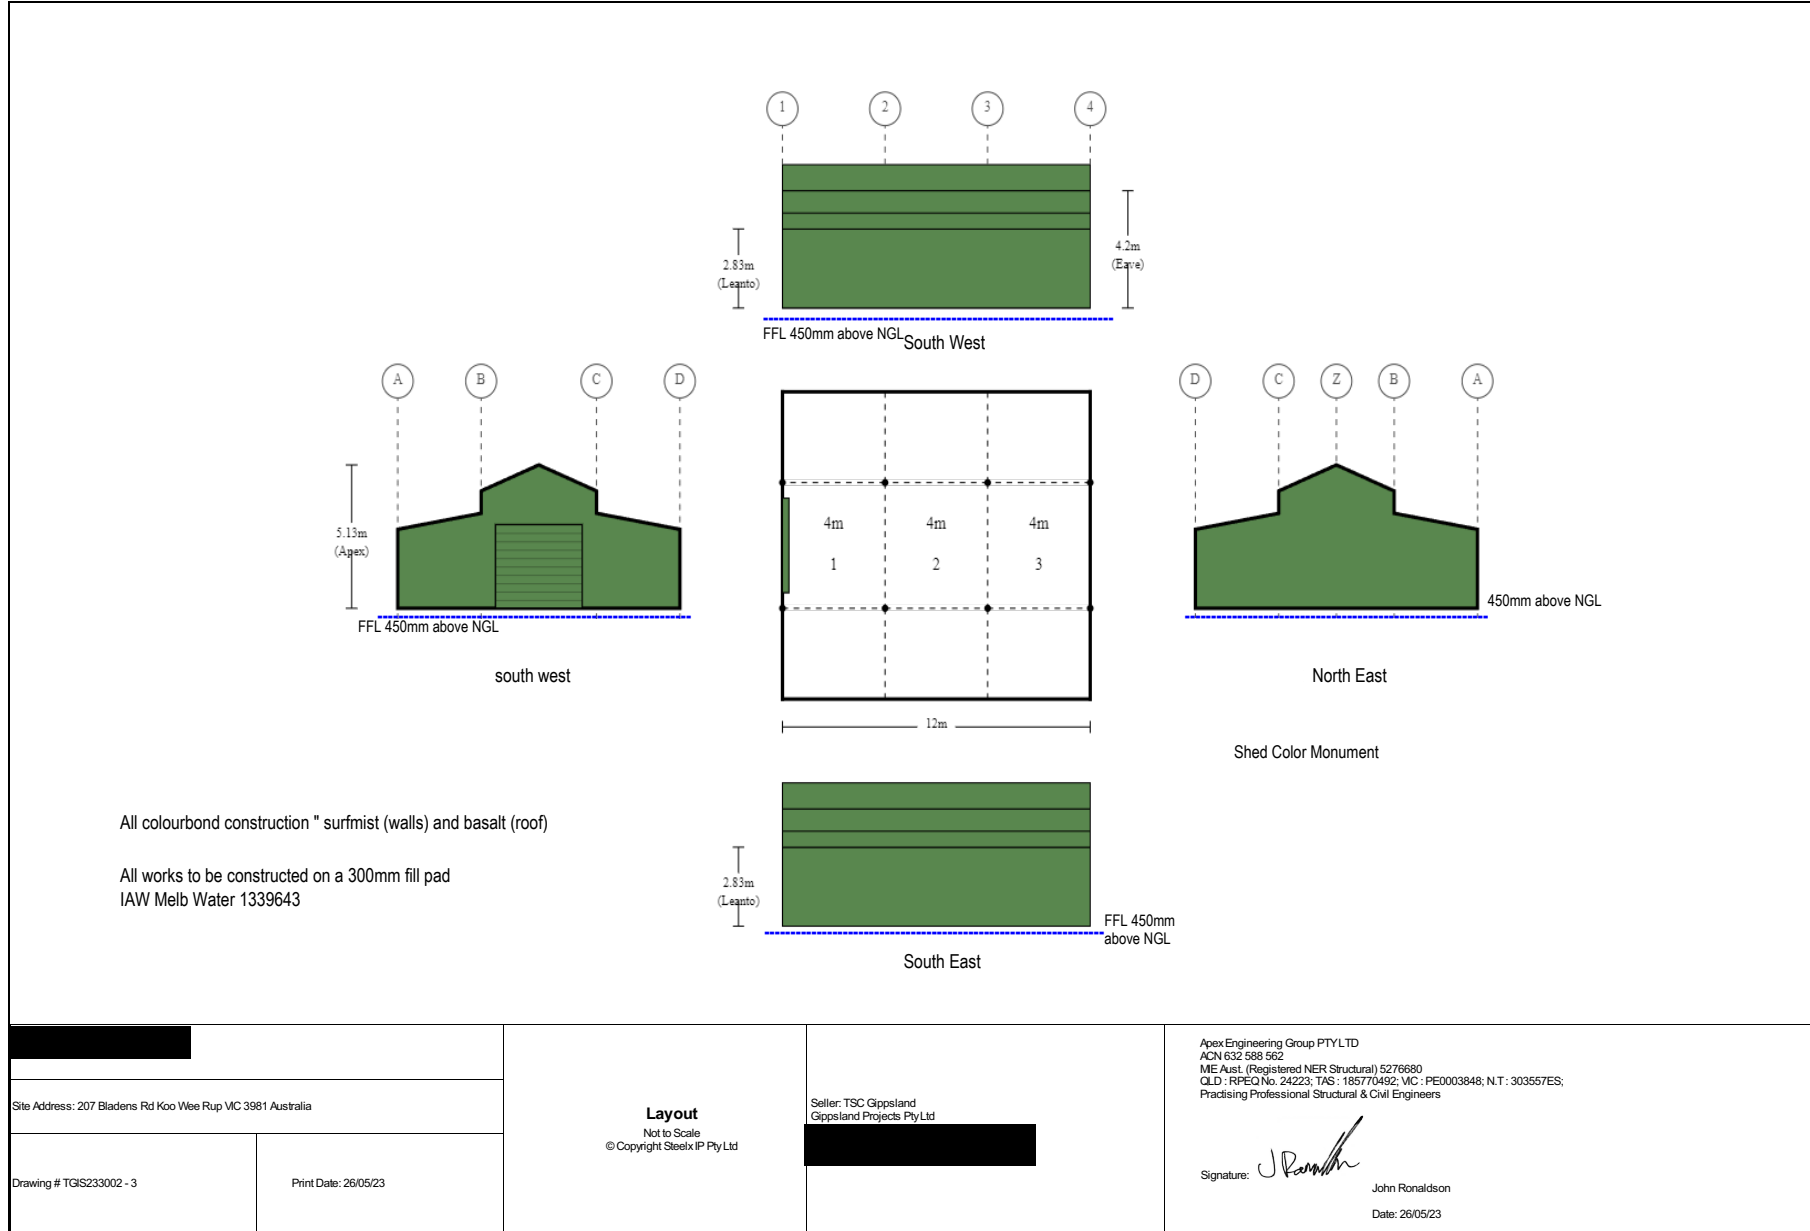 1 2 3 4
2.83m
(Leanto)
4.2m
(Eave)
FFL 450mm above NGL
South West
A B C D
5.13m
(Apex)
FFL 450mm above NGL
south west
4m 4m 4m
1 2 3
12m
D C Z B A
450mm above NGL
North East
Shed Color Monument
All colourbond construction " surfmist (walls) and basalt (roof)
All works to be constructed on a 300mm fill pad
IAW Melb Water 1339643
2.83m
(Leanto)
FFL 450mm
above NGL
South East
Site Address: 207 Bladens Rd Koo Wee Rup VIC 3981 Australia
Drawing # TGIS233002 - 3
Print Date: 26/05/23
Layout
Not to Scale
© Copyright Steelx IP Pty Ltd
Seller: TSC Gippsland
Gippsland Projects Pty Ltd
Apex Engineering Group PTY LTD
ACN 632 588 562
MIE Aust. (Registered NER Structural) 5276680
QLD : RPEQ No. 24223; TAS : 185770492; VIC : PE0003848; N.T : 303557ES;
Practising Professional Structural & Civil Engineers
Signature:
John Ronaldson
Date: 26/05/23